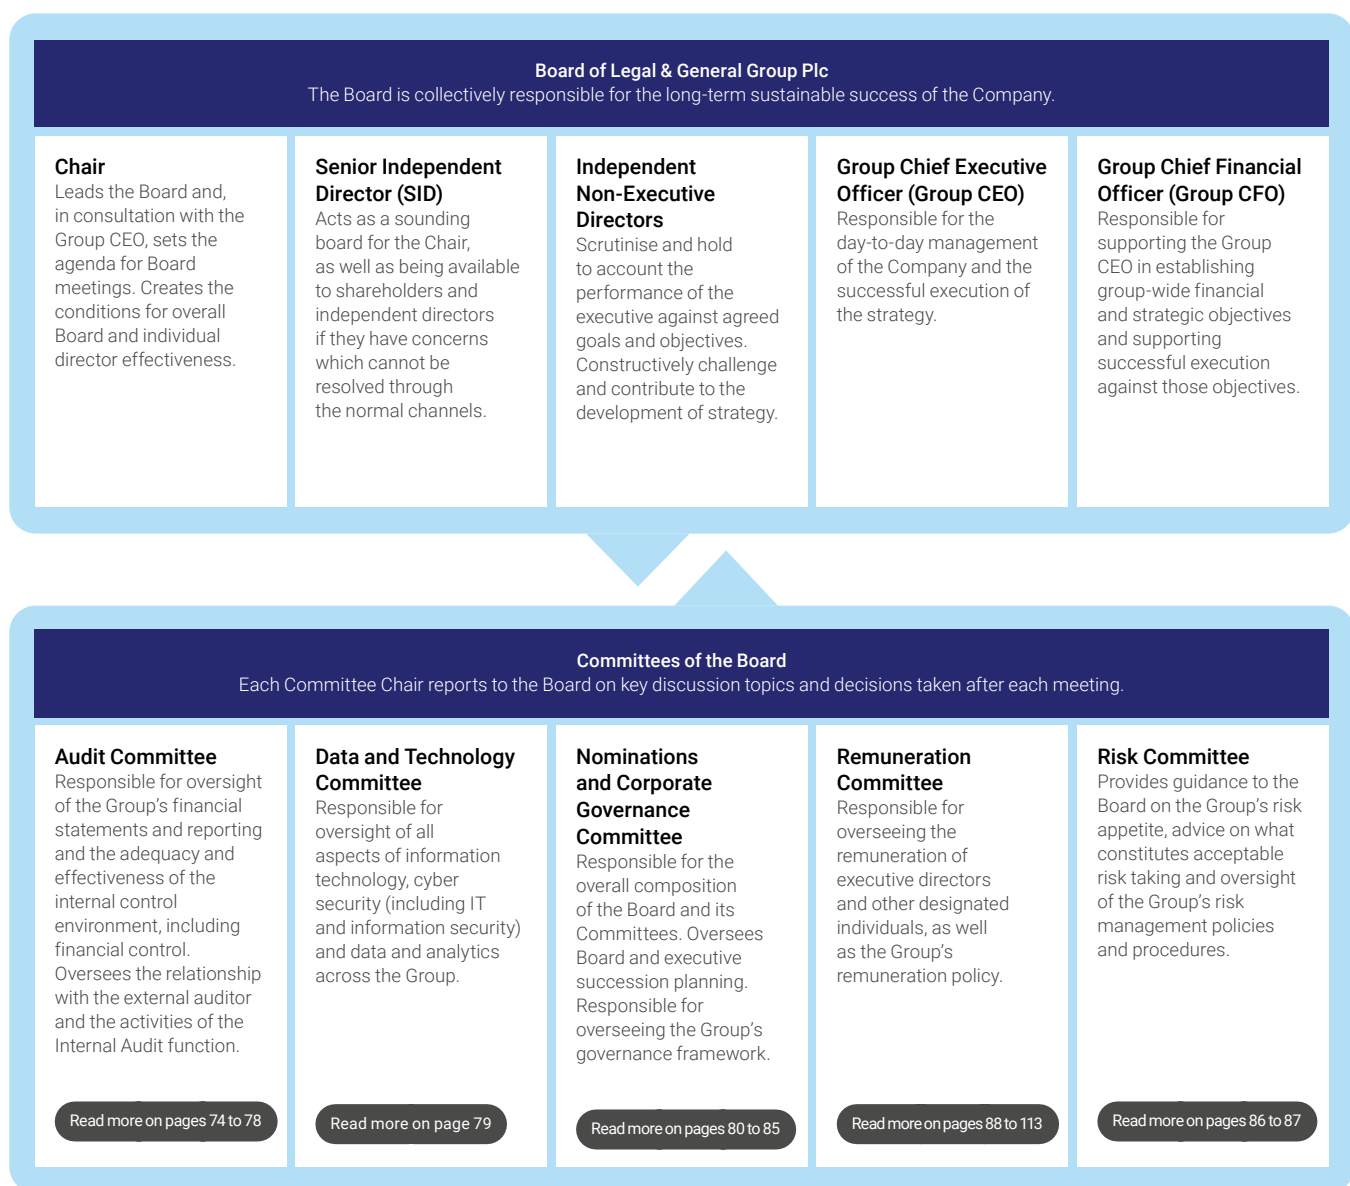 Board of Legal & General Group Plc
The Board is collectively responsible for the long-term sustainable success of the Company.
Chair
Leads the Board and,
in consultation with the
Group CEO, sets the
agenda for Board
meetings. Creates the
conditions for overall
Board and individual
director effectiveness.
Senior Independent
Director (SID)
Acts as a sounding
board for the Chair,
as well as being available
to shareholders and
independent directors
if they have concerns
which cannot be
resolved through
the normal channels.
Independent
Non-Executive
Directors
Scrutinise and hold
to account the
performance of the
executive against agreed
goals and objectives.
Constructively challenge
and contribute to the
development of strategy.
Group Chief Executive
Officer (Group CEO)
Responsible for the
day-to-day management
of the Company and the
successful execution of
the strategy.
Group Chief Financial
Officer (Group CFO)
Responsible for
supporting the Group
CEO in establishing
group-wide financial
and strategic objectives
and supporting
successful execution
against those objectives.
Committees of the Board
Each Committee Chair reports to the Board on key discussion topics and decisions taken after each meeting.
Audit Committee
Responsible for oversight
of the Group's financial
statements and reporting
and the adequacy and
effectiveness of the
internal control
environment, including
financial control.
Oversees the relationship
with the external auditor
and the activities of the
Internal Audit function.
Read more on pages 74 to 78
Data and Technology
Committee
Responsible for
oversight of all
aspects of information
technology, cyber
security (including IT
and information security)
and data and analytics
across the Group.
Read more on page 79
Nominations
and Corporate
Governance
Committee
Responsible for the
overall composition
of the Board and its
Committees. Oversees
Board and executive
succession planning.
Responsible for
overseeing the Group's
governance framework.
Read more on pages 80 to 85
Remuneration
Committee
Responsible for
overseeing the
remuneration of
executive directors
and other designated
individuals, as well
as the Group's
remuneration policy.
Read more on pages 88 to 113
Risk Committee
Provides guidance to the
Board on the Group's risk
appetite, advice on what
constitutes acceptable
risk taking and oversight
of the Group's risk
management policies
and procedures.
Read more on pages 86 to 87